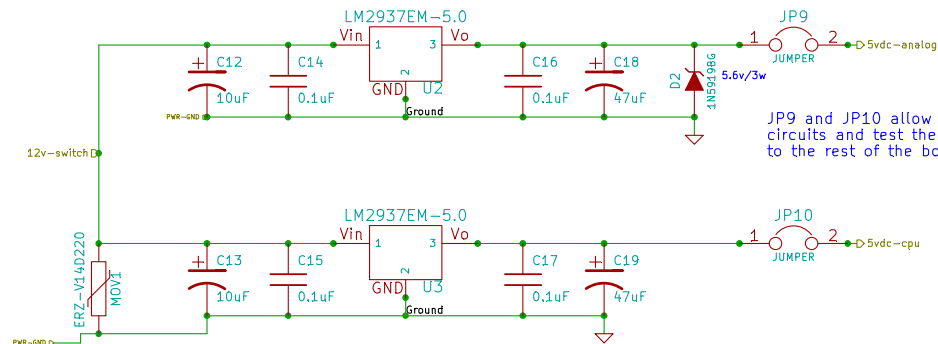 LM2937EM-5.0
JP9
Vin
1
3
Vo
1
2
5vdc-analog
JUMPER
C12
C14
2
GND
U2
C16
C18
D2
1N5919BG
5.6v/3w
10uF
0.1uF
0.1uF
47uF
Ground
PWR-GND
JP9 and JP10 allow
circuits and test the
to the rest of the bo
12v-switch
LM2937EM-5.0
JP10
Vin
1
3
Vo
1
2
5vdc-cpu
JUMPER
ERZ-V14D220
MOV1
C13
C15
2
GND
U3
C17
C19
10uF
0.1uF
0.1uF
47uF
Ground
PWR-GND